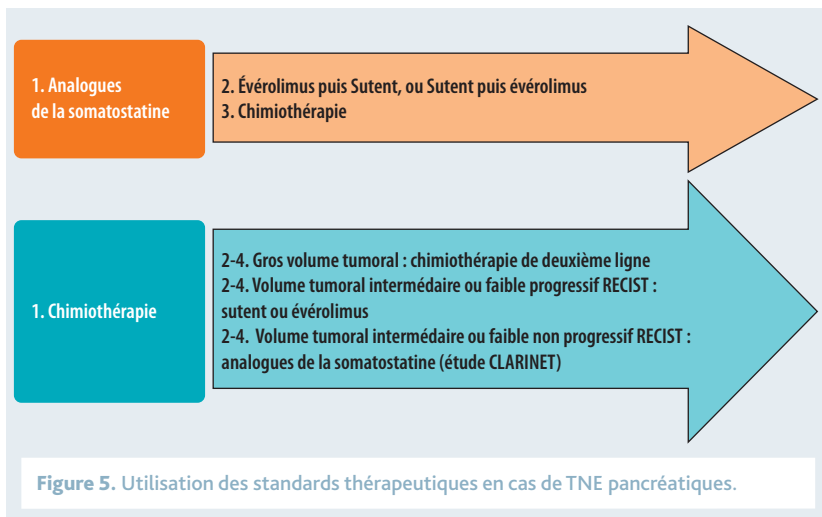 1. Analogues
de la somatostatine
2. Évérolimus puis Sutent, ou Sutent puis évérolimus
3. Chimiothérapie
1. Chimiothérapie
2-4. Gros volume tumoral : chimiothérapie de deuxième ligne
2-4. Volume tumoral intermédaire ou faible progressif RECIST :
sutent ou évérolimus
2-4. Volume tumoral intermédaire ou faible non progressif RECIST :
analogues de la somatostatine (étude CLARINET)
Figure 5. Utilisation des standards thérapeutiques en cas de TNE pancréatiques.